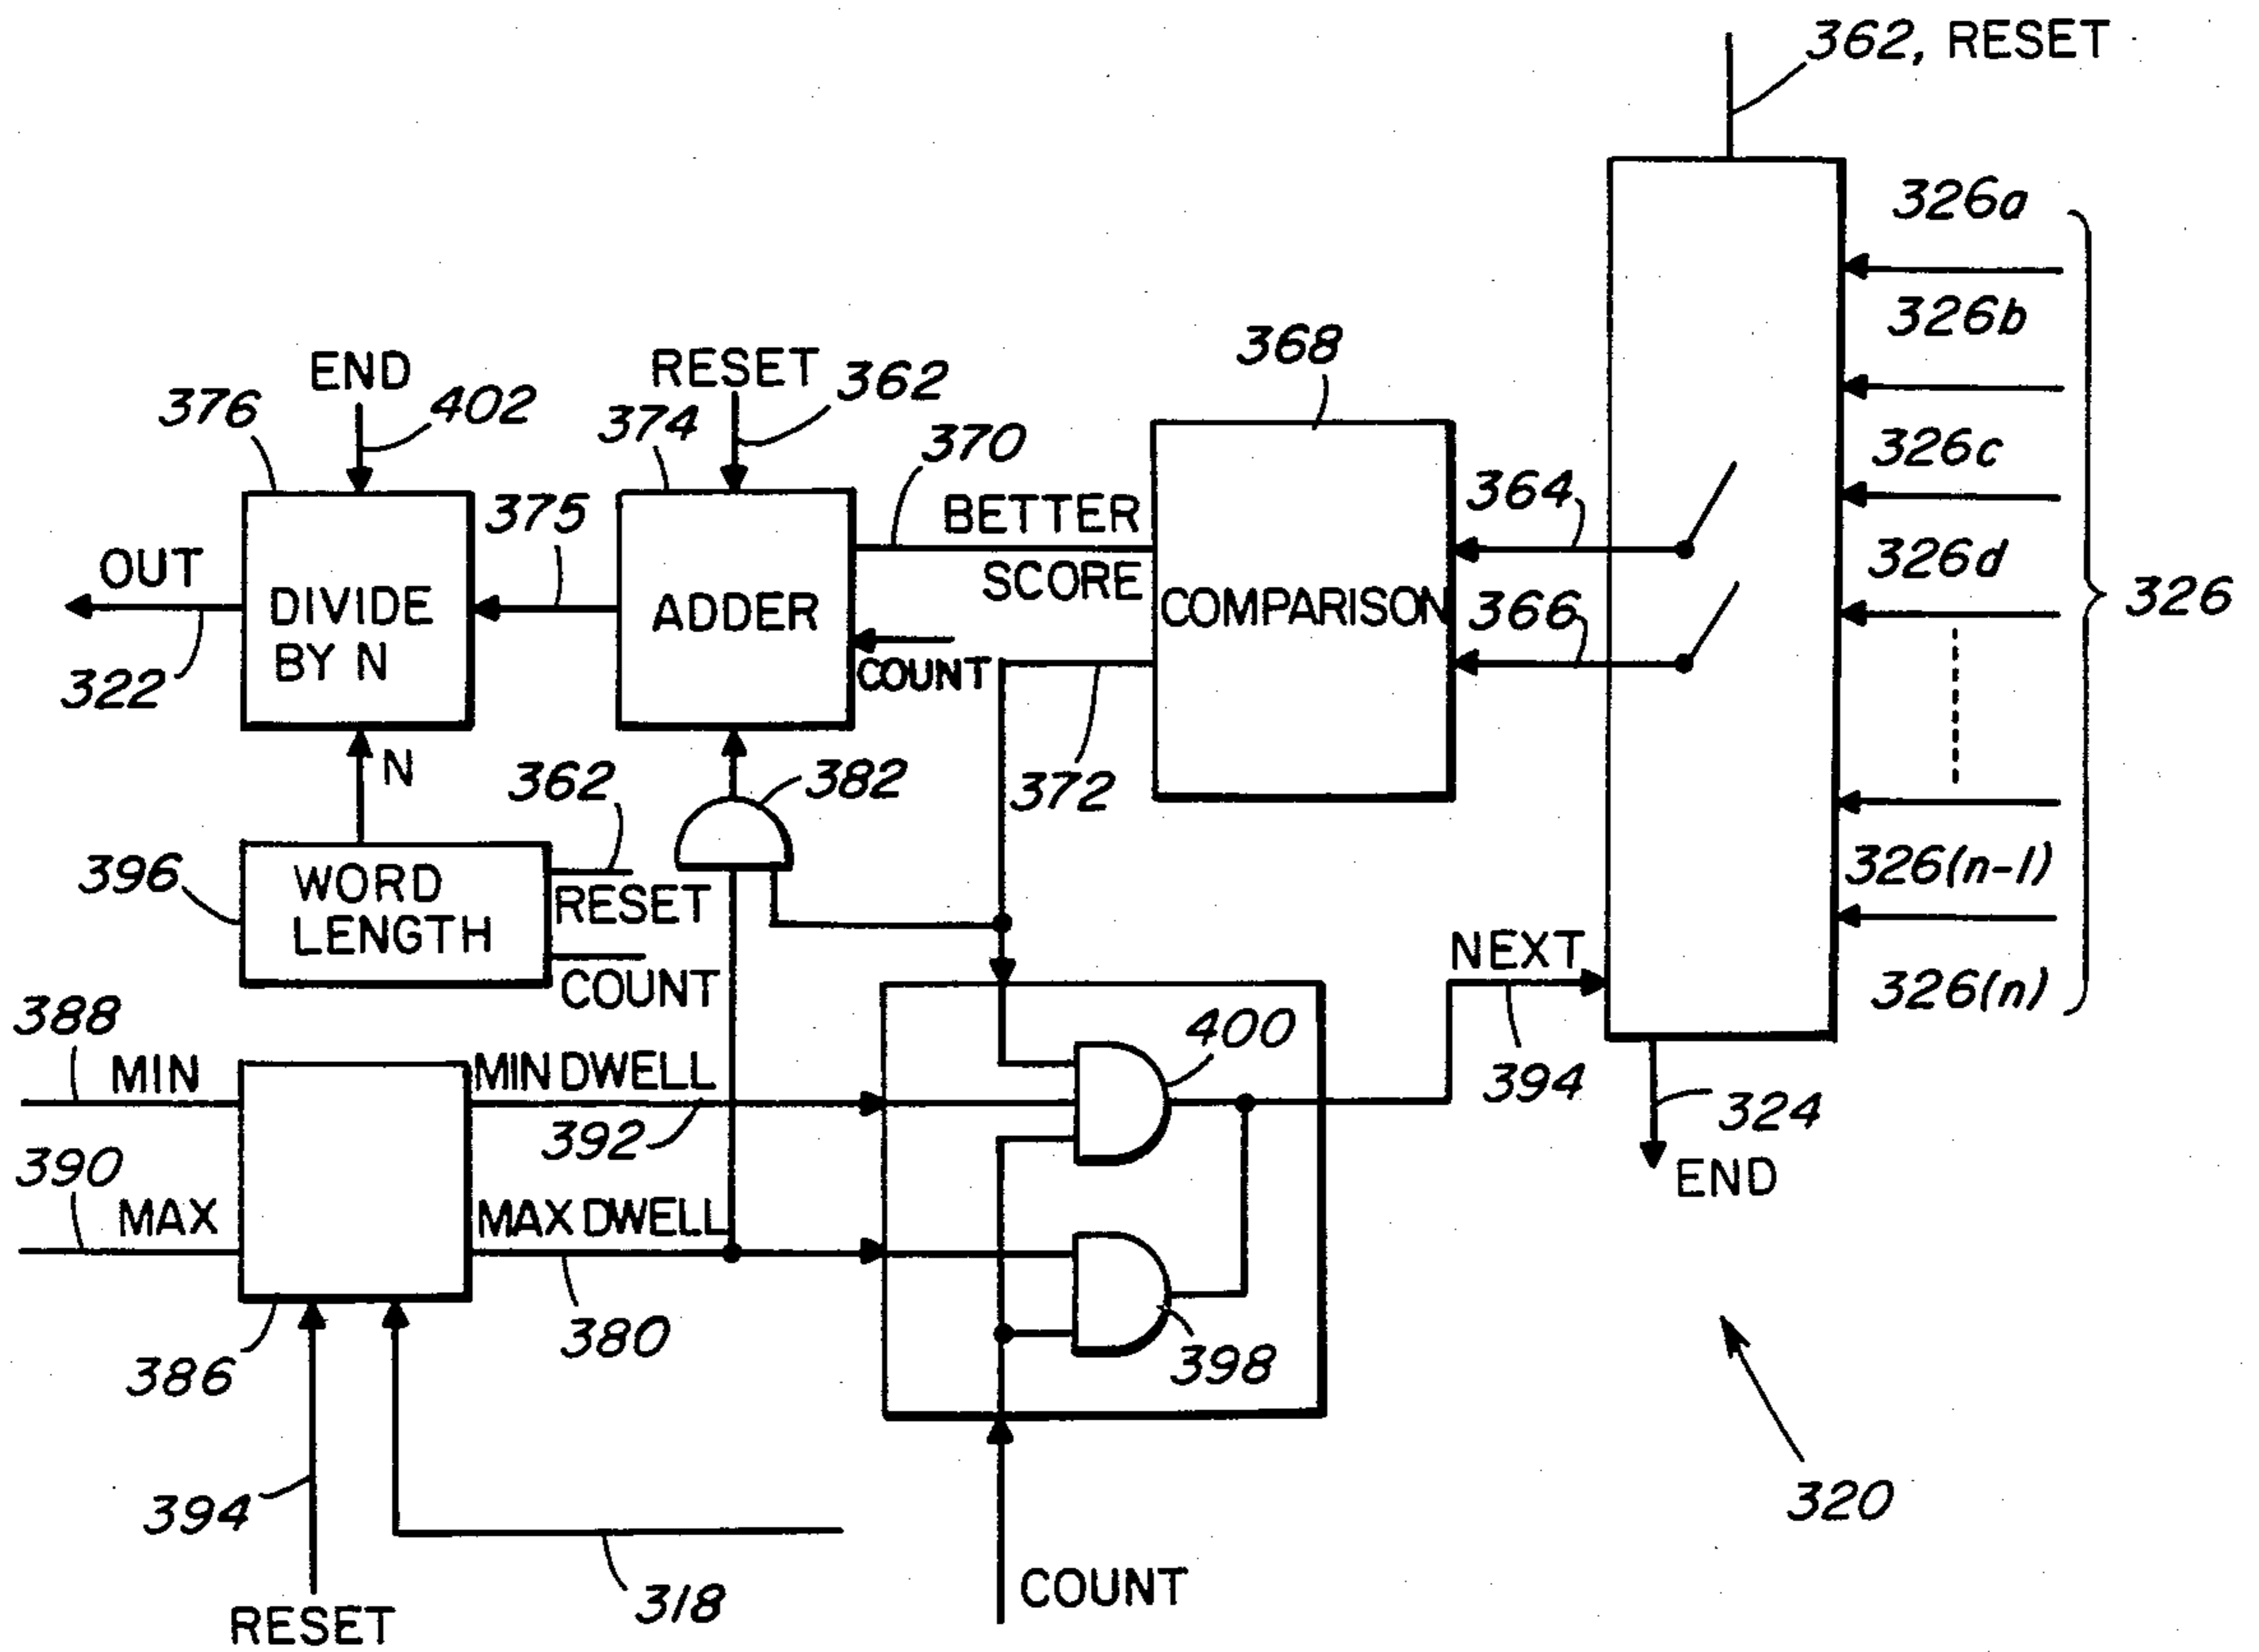 362, RESET
326a
326b
326c
326d
326
326(n-1)
326(n)
368
364
366
COMPARISON
370
BETTER
SCORE
372
RESET
362
374
ADDER
COUNT
375
END
402
376
DIVIDE
BY N
OUT
322
N
382
362
396
WORD
LENGTH
RESET
COUNT
388
MIN
MIN DWELL
392
390
MAX
MAX DWELL
380
386
394
RESET
318
400
398
COUNT
NEXT
394
324
END
320